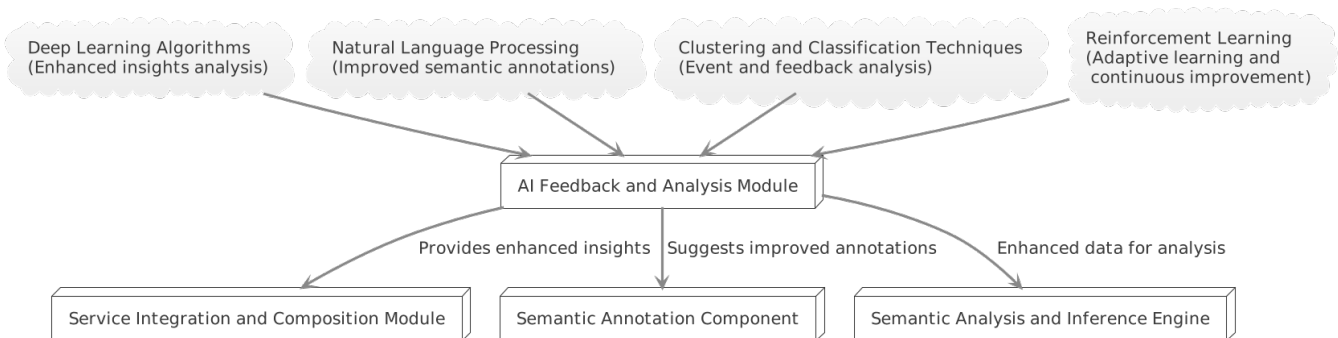 Deep Learning Algorithms
(Enhanced insights analysis)
Natural Language Processing
(Improved semantic annotations)
Clustering and Classification Techniques
(Event and feedback analysis)
Reinforcement Learning
(Adaptive learning and
continuous improvement)
AI Feedback and Analysis Module
Provides enhanced insights
Suggests improved annotations
Enhanced data for analysis
Service Integration and Composition Module
Semantic Annotation Component
Semantic Analysis and Inference Engine